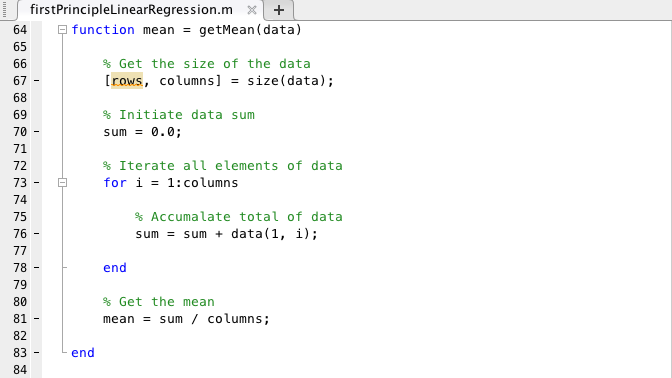 firstPrincipleLinearRegression.m × +
64 function mean = getMean(data)
65
66 % Get the size of the data
67 - [rows, columns] = size(data);
68
69 % Initiate data sum
70 - sum = 0.0;
71
72 % Iterate all elements of data
73 - for i = 1:columns
74
75 % Accumalate total of data
76 - sum = sum + data(1, i);
77
78 - end
79
80 % Get the mean
81 - mean = sum / columns;
82
83 - end
84